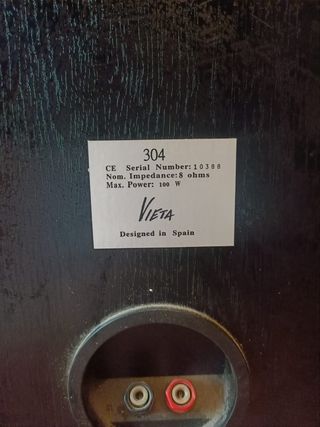 304
CE Serial Number: 10388
Nom. Impedance: 8 ohms
Max. Power: 100 W
VIETA
Designed in Spain